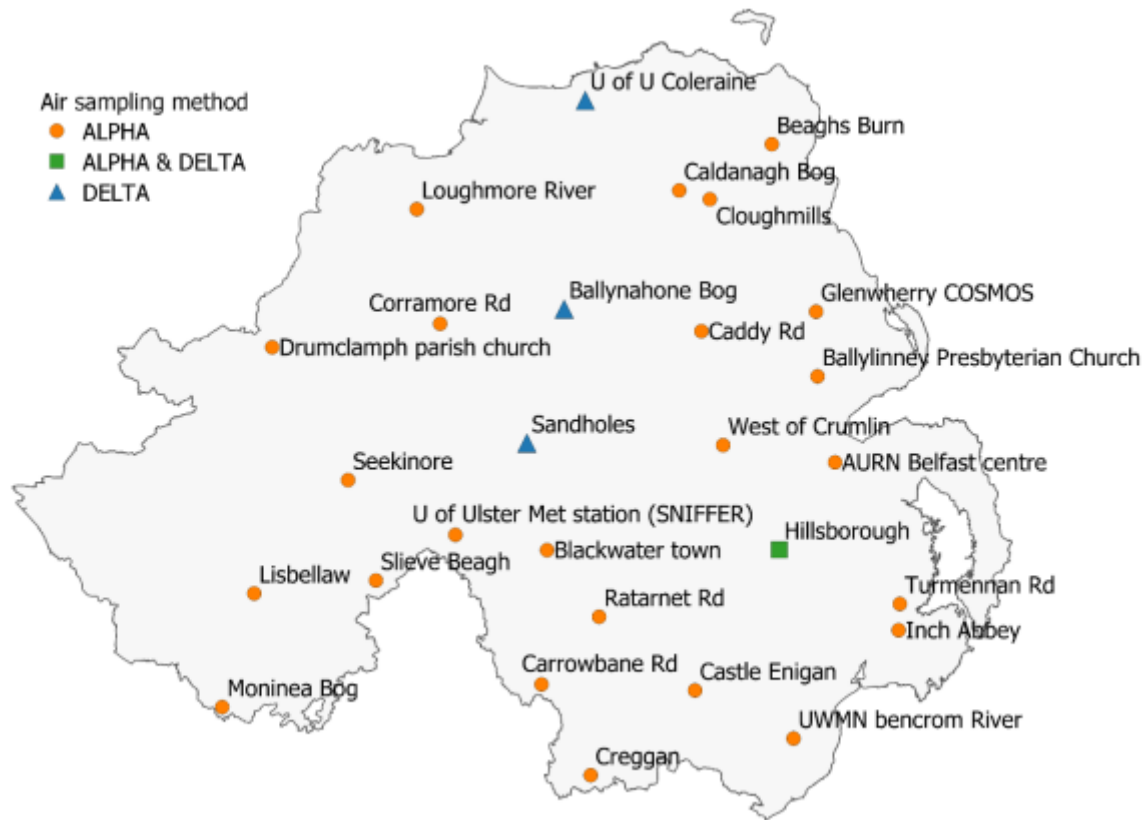 U of U Coleraine
Air sampling method
ALPHA
ALPHA & DELTA
DELTA
Beaghs Burn
Caldanagh Bog
Loughmore River
Cloughmills
Ballynahone Bog
Glenwherry COSMOS
Corramore Rd
Caddy Rd
Drumclamph parish church
Ballylinney Presbyterian Church
Sandholes
West of Crumlin
Seekinore
AURN Belfast centre
U of Ulster Met station (SNIFFER)
Hillsborough
Blackwater town
Slieve Beagh
Lisbellaw
Turmennan Rd
Ratarnet Rd
Inch Abbey
Carrowbane Rd
Castle Enigan
Moninea Bog
UWMN bencrom River
Creggan